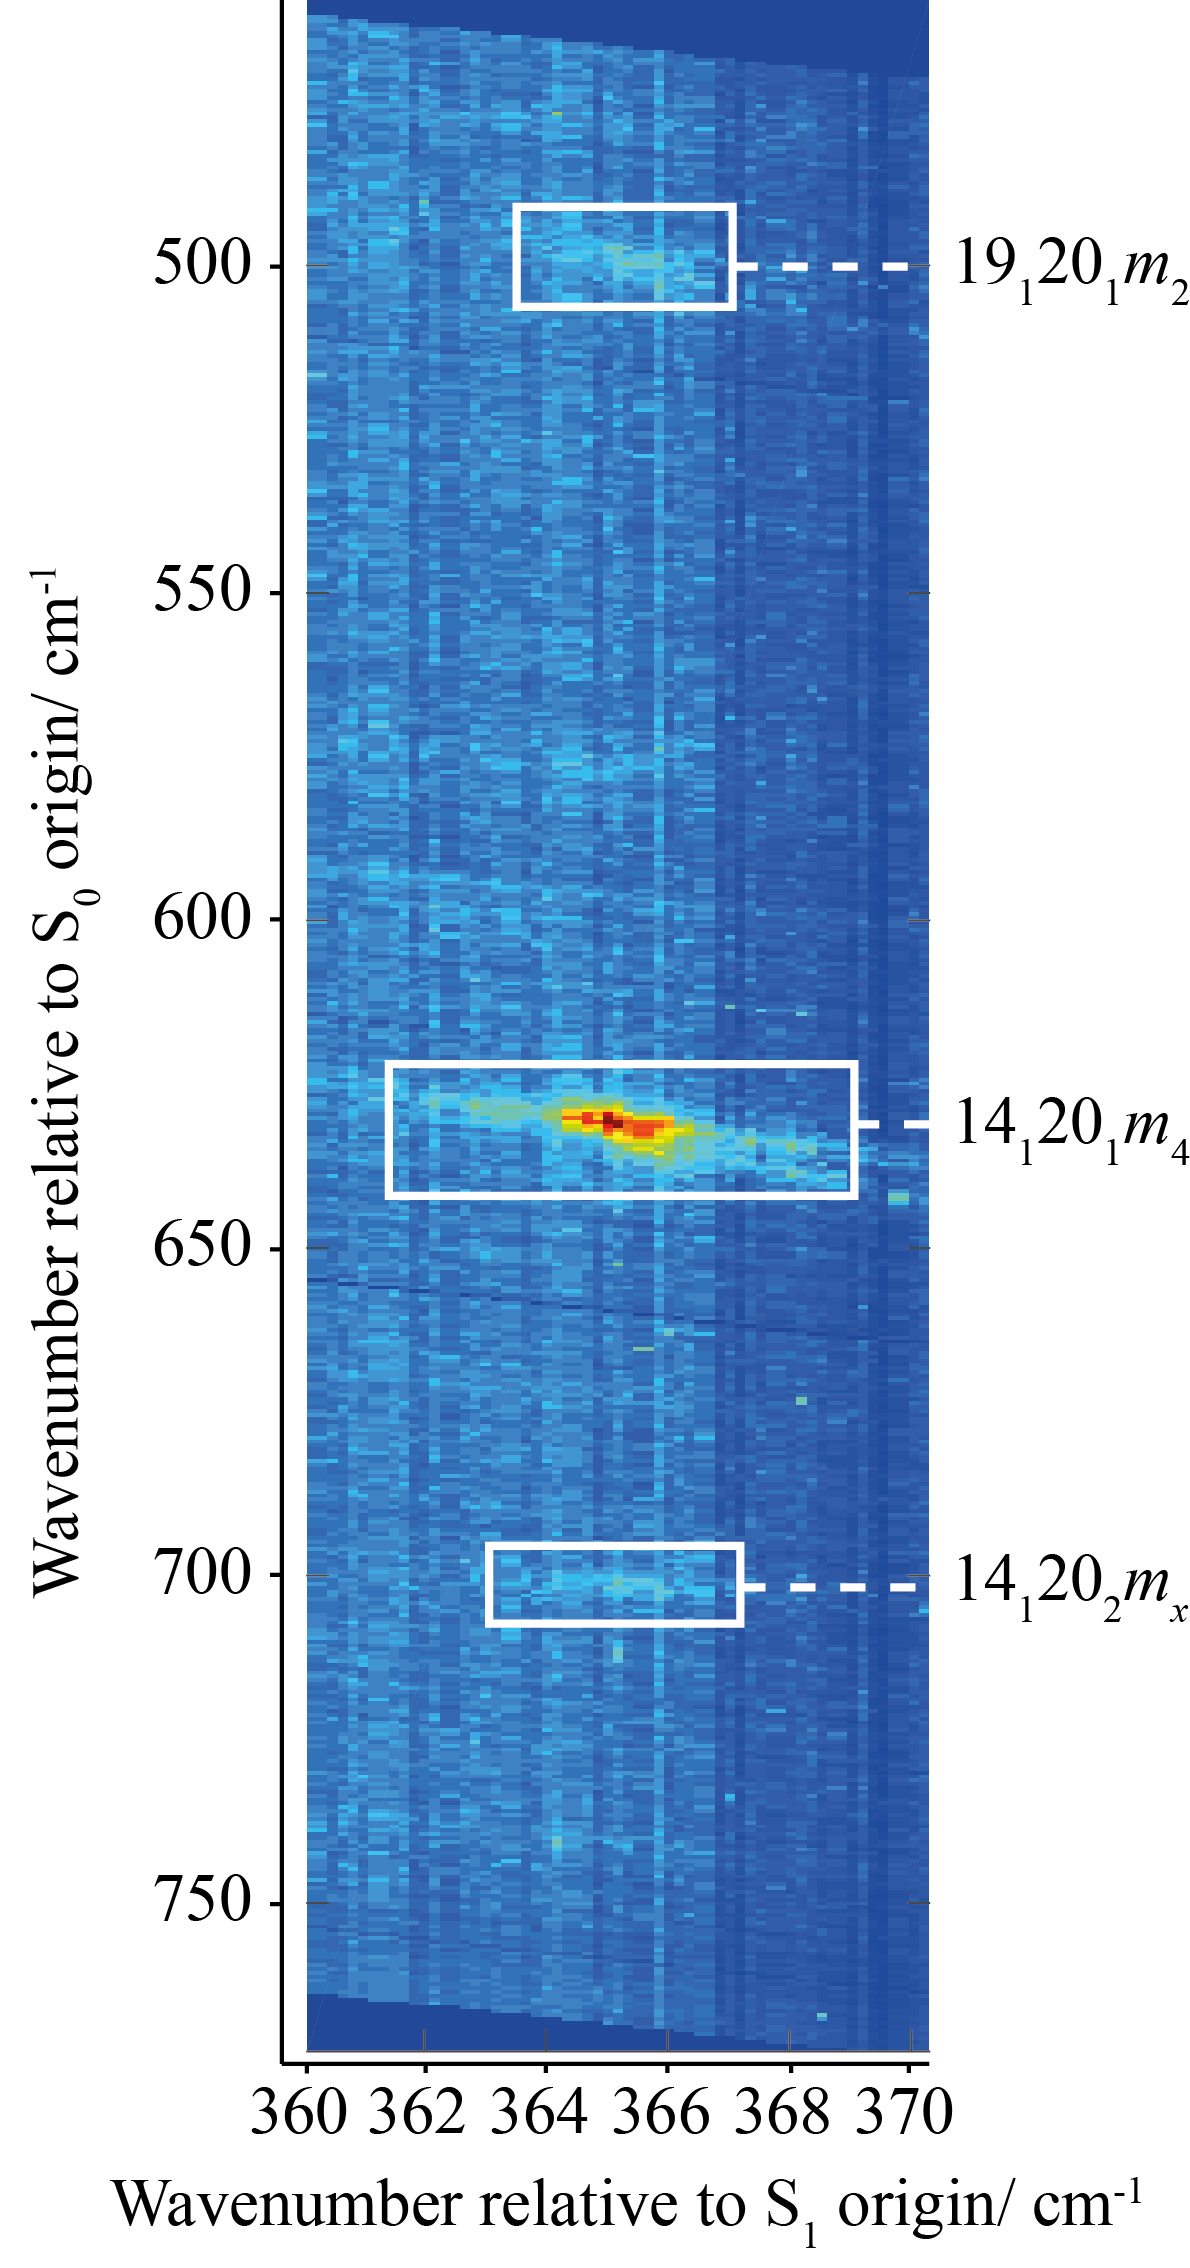 500 19₁20₁m₂
550
600
14₁20₁m₄
650
700 14₁20₂mₓ
750
360 362 364 366 368 370
Wavenumber relative to S₁ origin/ cm⁻¹
Wavenumber relative to S₀ origin/ cm⁻¹